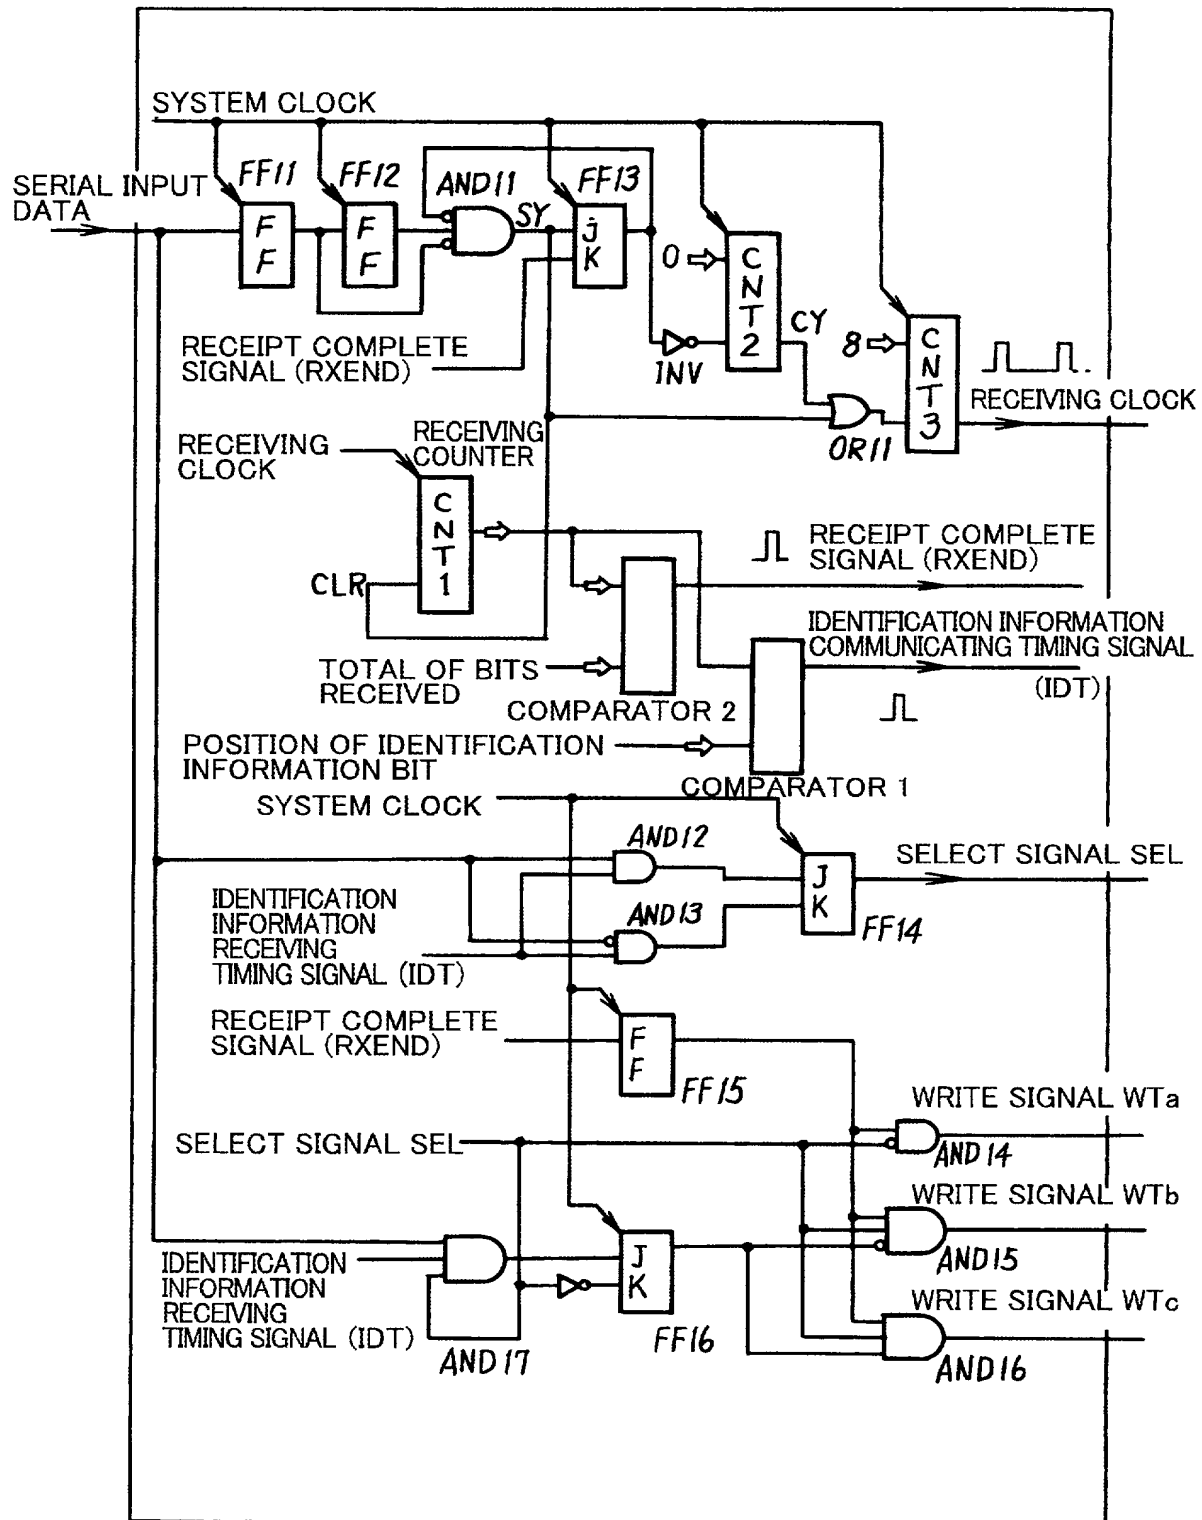 SYSTEM CLOCK
SERIAL INPUT
DATA
FF11
FF12
AND11
SY
FF13
F
F
F
F
j
K
0
C
N
T
2
CY
INV
8
C
N
T
3
OR11
RECEIVING CLOCK
RECEIPT COMPLETE
SIGNAL (RXEND)
RECEIVING
CLOCK
RECEIVING
COUNTER
C
N
T
1
CLR
RECEIPT COMPLETE
SIGNAL (RXEND)
IDENTIFICATION INFORMATION
COMMUNICATING TIMING SIGNAL
(IDT)
TOTAL OF BITS
RECEIVED
COMPARATOR 2
POSITION OF IDENTIFICATION
INFORMATION BIT
COMPARATOR 1
SYSTEM CLOCK
AND12
J
K
FF14
SELECT SIGNAL SEL
AND13
IDENTIFICATION
INFORMATION
RECEIVING
TIMING SIGNAL (IDT)
RECEIPT COMPLETE
SIGNAL (RXEND)
F
F
FF15
WRITE SIGNAL WTa
AND14
SELECT SIGNAL SEL
WRITE SIGNAL WTb
AND15
J
K
FF16
IDENTIFICATION
INFORMATION
RECEIVING
TIMING SIGNAL (IDT)
AND17
WRITE SIGNAL WTc
AND16